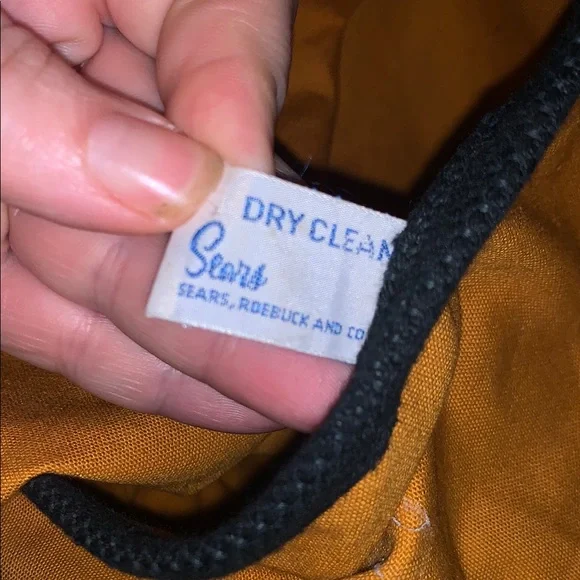 DRY CLEAN
Sears
SEARS, ROEBUCK AND CO